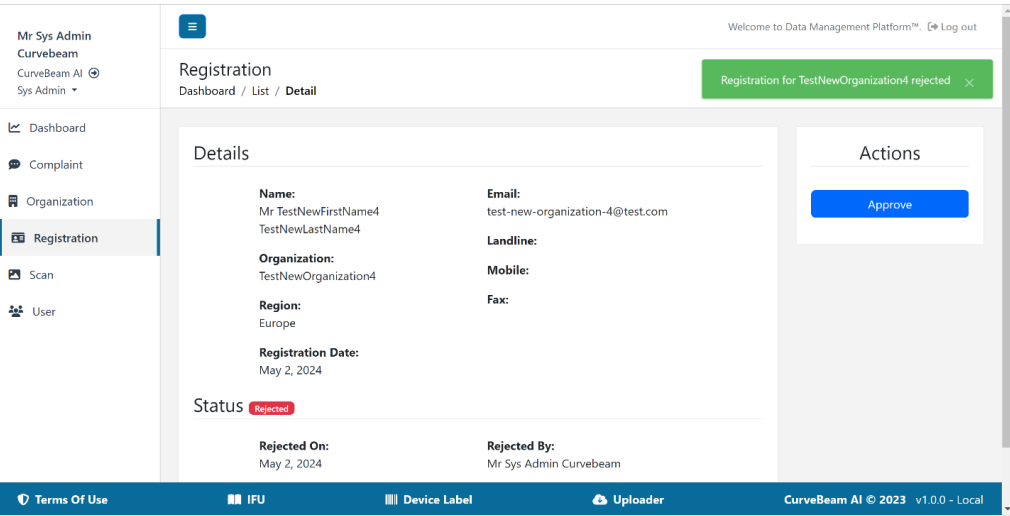 Mr Sys Admin
Curvebeam
CurveBeam AI
Sys Admin
Dashboard
Complaint
Organization
Registration
Scan
User
Welcome to Data Management Platform™. Log out
Registration
Dashboard / List / Detail
Registration for TestNewOrganization4 rejected
Details
Name:
Mr TestNewFirstName4
TestNewLastName4
Organization:
TestNewOrganization4
Region:
Europe
Registration Date:
May 2, 2024
Email:
test-new-organization-4@test.com
Landline:
Mobile:
Fax:
Status Rejected
Rejected On:
May 2, 2024
Rejected By:
Mr Sys Admin Curvebeam
Actions
Approve
Terms Of Use
IFU
Device Label
Uploader
CurveBeam AI © 2023 v1.0.0 - Local